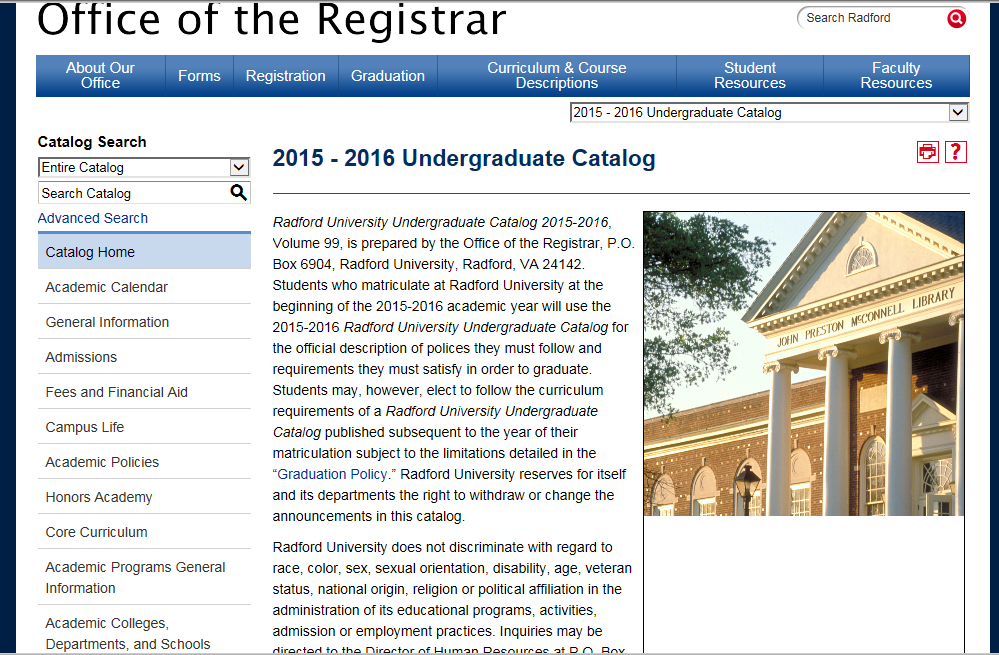 Office of the Registrar
Search Radford
About Our
Office
Forms
Registration
Graduation
Curriculum & Course
Descriptions
Student
Resources
Faculty
Resources
2015 - 2016 Undergraduate Catalog
Catalog Search
Entire Catalog
Search Catalog
Advanced Search
Catalog Home
Academic Calendar
General Information
Admissions
Fees and Financial Aid
Campus Life
Academic Policies
Honors Academy
Core Curriculum
Academic Programs General
Information
Academic Colleges,
Departments, and Schools
2015 - 2016 Undergraduate Catalog
?
Radford University Undergraduate Catalog 2015-2016,
Volume 99, is prepared by the Office of the Registrar, P.O.
Box 6904, Radford University, Radford, VA 24142.
Students who matriculate at Radford University at the
beginning of the 2015-2016 academic year will use the
2015-2016 Radford University Undergraduate Catalog for
the official description of polices they must follow and
requirements they must satisfy in order to graduate.
Students may, however, elect to follow the curriculum
requirements of a Radford University Undergraduate
Catalog published subsequent to the year of their
matriculation subject to the limitations detailed in the
“Graduation Policy.” Radford University reserves for itself
and its departments the right to withdraw or change the
announcements in this catalog.
Radford University does not discriminate with regard to
race, color, sex, sexual orientation, disability, age, veteran
status, national origin, religion or political affiliation in the
administration of its educational programs, activities,
admission or employment practices. Inquiries may be
directed to the Director of Human Resources at P.O. Box
JOHN PRESTON McCONNELL LIBRARY